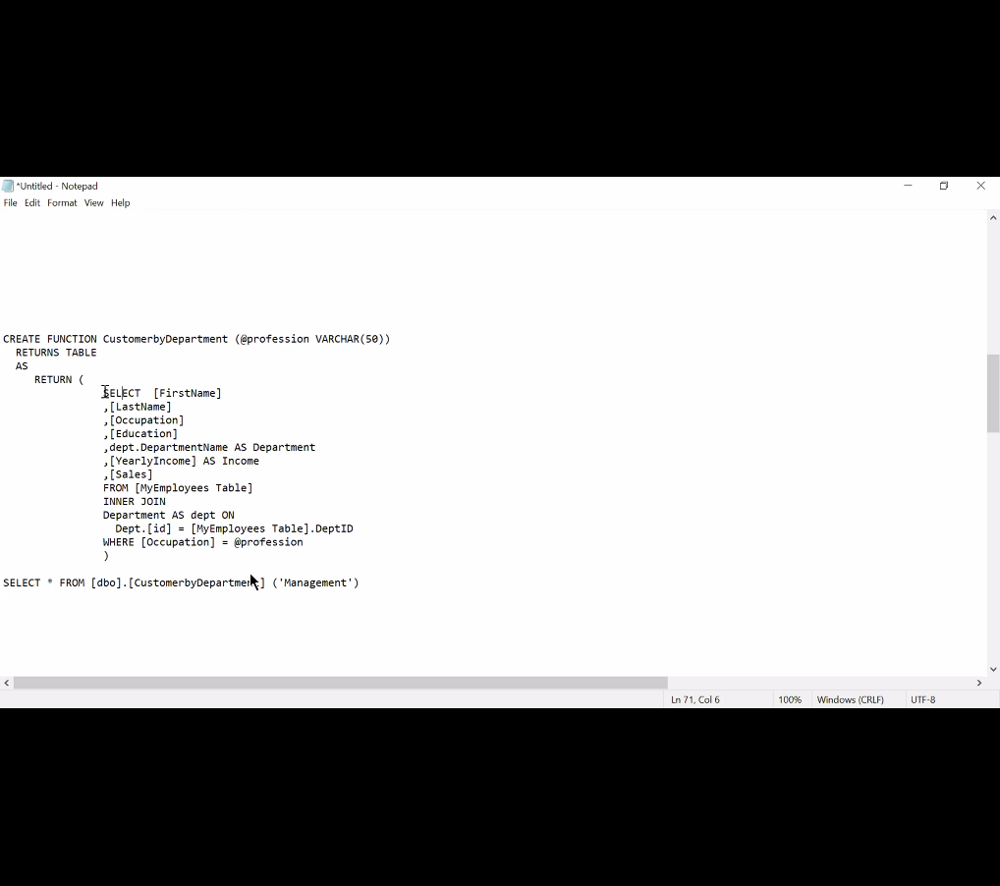 *Untitled - Notepad
File Edit Format View Help
CREATE FUNCTION CustomerbyDepartment (@profession VARCHAR(50))
RETURNS TABLE
AS
RETURN (
SELECT [FirstName]
,[LastName]
,[Occupation]
,[Education]
,dept.DepartmentName AS Department
,[YearlyIncome] AS Income
,[Sales]
FROM [MyEmployees Table]
INNER JOIN
Department AS dept ON
Dept.[id] = [MyEmployees Table].DeptID
WHERE [Occupation] = @profession
)
SELECT * FROM [dbo].[CustomerbyDepartment] ('Management')
Ln 71, Col 6 100% Windows (CRLF) UTF-8